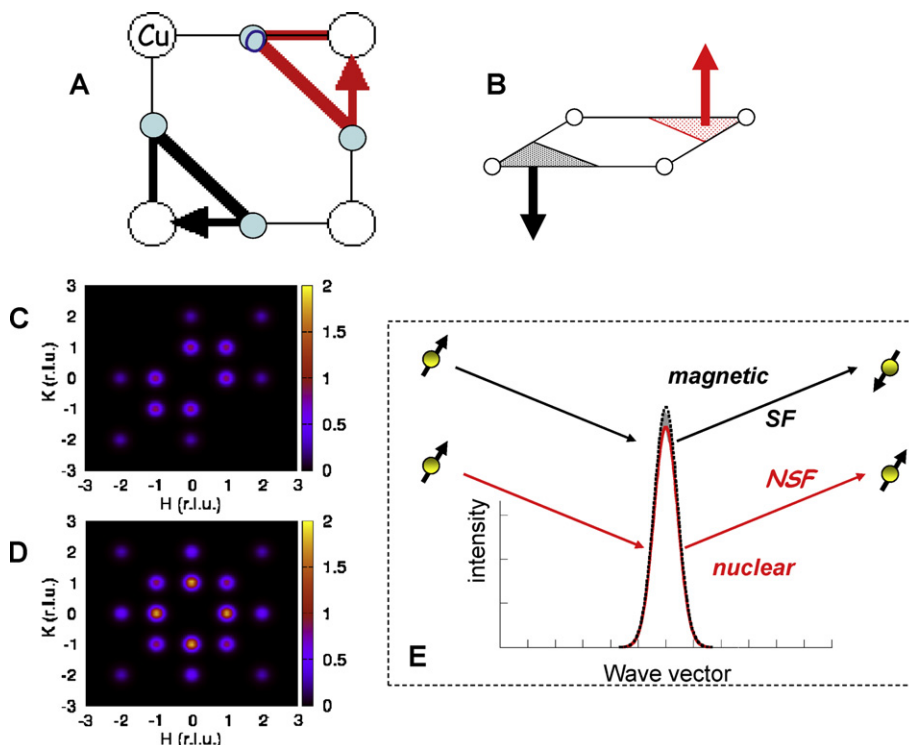 A
Cu
O
B
C
3
2
1
0
-1
-2
-3
K (r.l.u.)
-3 -2 -1 0 1 2 3
H (r.l.u.)
2
1.5
1
0.5
0
D
3
2
1
0
-1
-2
-3
K (r.l.u.)
-3 -2 -1 0 1 2 3
H (r.l.u.)
2
1.5
1
0.5
0
magnetic
SF
NSF
nuclear
intensity
Wave vector
E